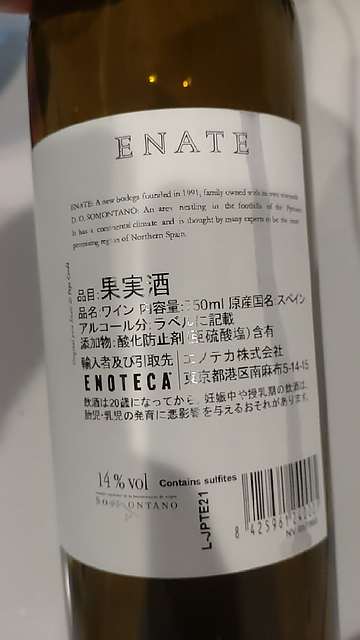 ENATE
ENATE: A new bodega founded in 1991, family owned with its own vineyards.
D. O. SOMONTANO: An area nestling in the foothills of the Pyrenees.
It has a continental climate and is thought by many experts to be the most
promising region of Northern Spain.
品目:果実酒
品名:ワイン 内容量:750ml 原産国名:スペイン
アルコール分:ラベルに記載
添加物:酸化防止剤(亜硫酸塩)含有
輸入者及び引取先 エノテカ株式会社
ENOTECA 東京都港区南麻布5-14-15
飲酒は20歳になってから。妊娠中や授乳期の飲酒は、
胎児・乳児の発育に悪影響を与えるおそれがあります。
14% vol Contains sulfites
SOMONTANO
L-JPTE21
8 425961